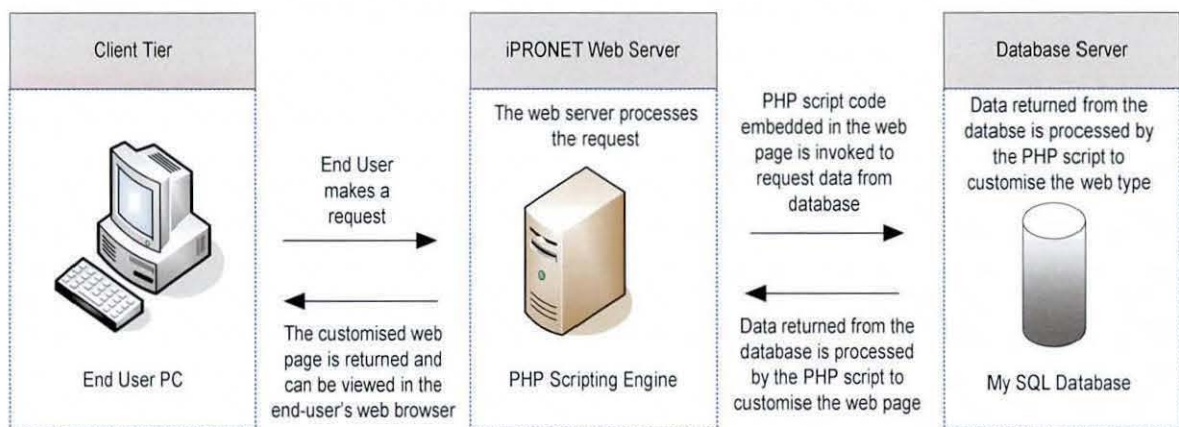 Client Tier
End User PC
End User
makes a
request
The customised web
page is returned and
can be viewed in the
end-user's web browser
iPRONET Web Server
The web server processes
the request
PHP Scripting Engine
PHP script code
embedded in the web
page is invoked to
request data from
database
Data returned from the
database is processed
by the PHP script to
customise the web page
Database Server
Data returned from the
databse is processed by
the PHP script to
customise the web type
My SQL Database